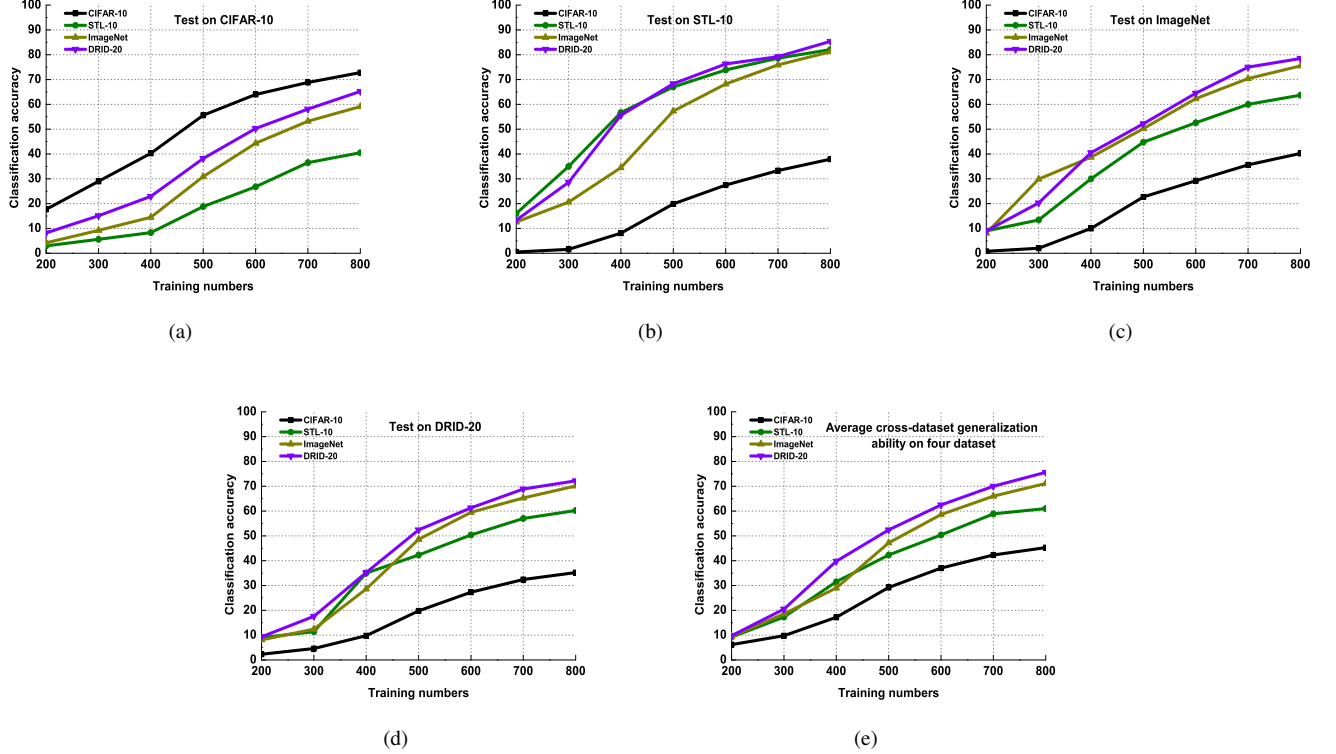 Test on CIFAR-10
CIFAR-10
STL-10
ImageNet
DRID-20
Classification accuracy
100
90
80
70
60
50
40
30
20
10
0
200 300 400 500 600 700 800
Training numbers
(a)
Test on STL-10
CIFAR-10
STL-10
ImageNet
DRID-20
Classification accuracy
100
90
80
70
60
50
40
30
20
10
0
200 300 400 500 600 700 800
Training numbers
(b)
Test on ImageNet
CIFAR-10
STL-10
ImageNet
DRID-20
Classification accuracy
100
90
80
70
60
50
40
30
20
10
0
200 300 400 500 600 700 800
Training numbers
(c)
Test on DRID-20
CIFAR-10
STL-10
ImageNet
DRID-20
Classification accuracy
100
90
80
70
60
50
40
30
20
10
0
200 300 400 500 600 700 800
Training numbers
(d)
Average cross-dataset generalization
ability on four dataset
CIFAR-10
STL-10
ImageNet
DRID-20
Classification accuracy
100
90
80
70
60
50
40
30
20
10
0
200 300 400 500 600 700 800
Training numbers
(e)